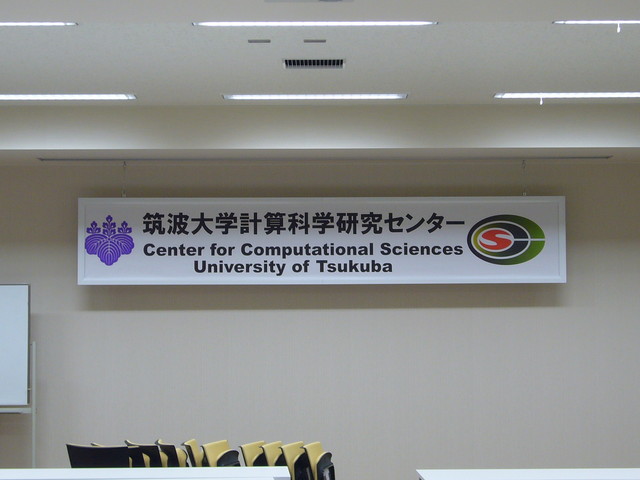 筑波大学計算科学研究センター
Center for Computational Sciences
University of Tsukuba